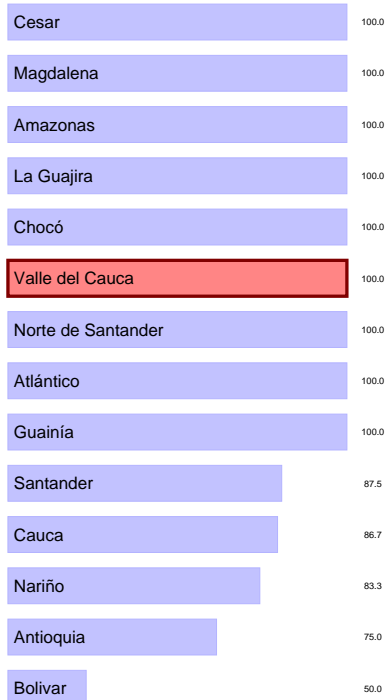 Cesar 100.0
Magdalena 100.0
Amazonas 100.0
La Guajira 100.0
Chocó 100.0
Valle del Cauca 100.0
Norte de Santander 100.0
Atlántico 100.0
Guainía 100.0
Santander 87.5
Cauca 86.7
Nariño 83.3
Antioquia 75.0
Bolivar 50.0